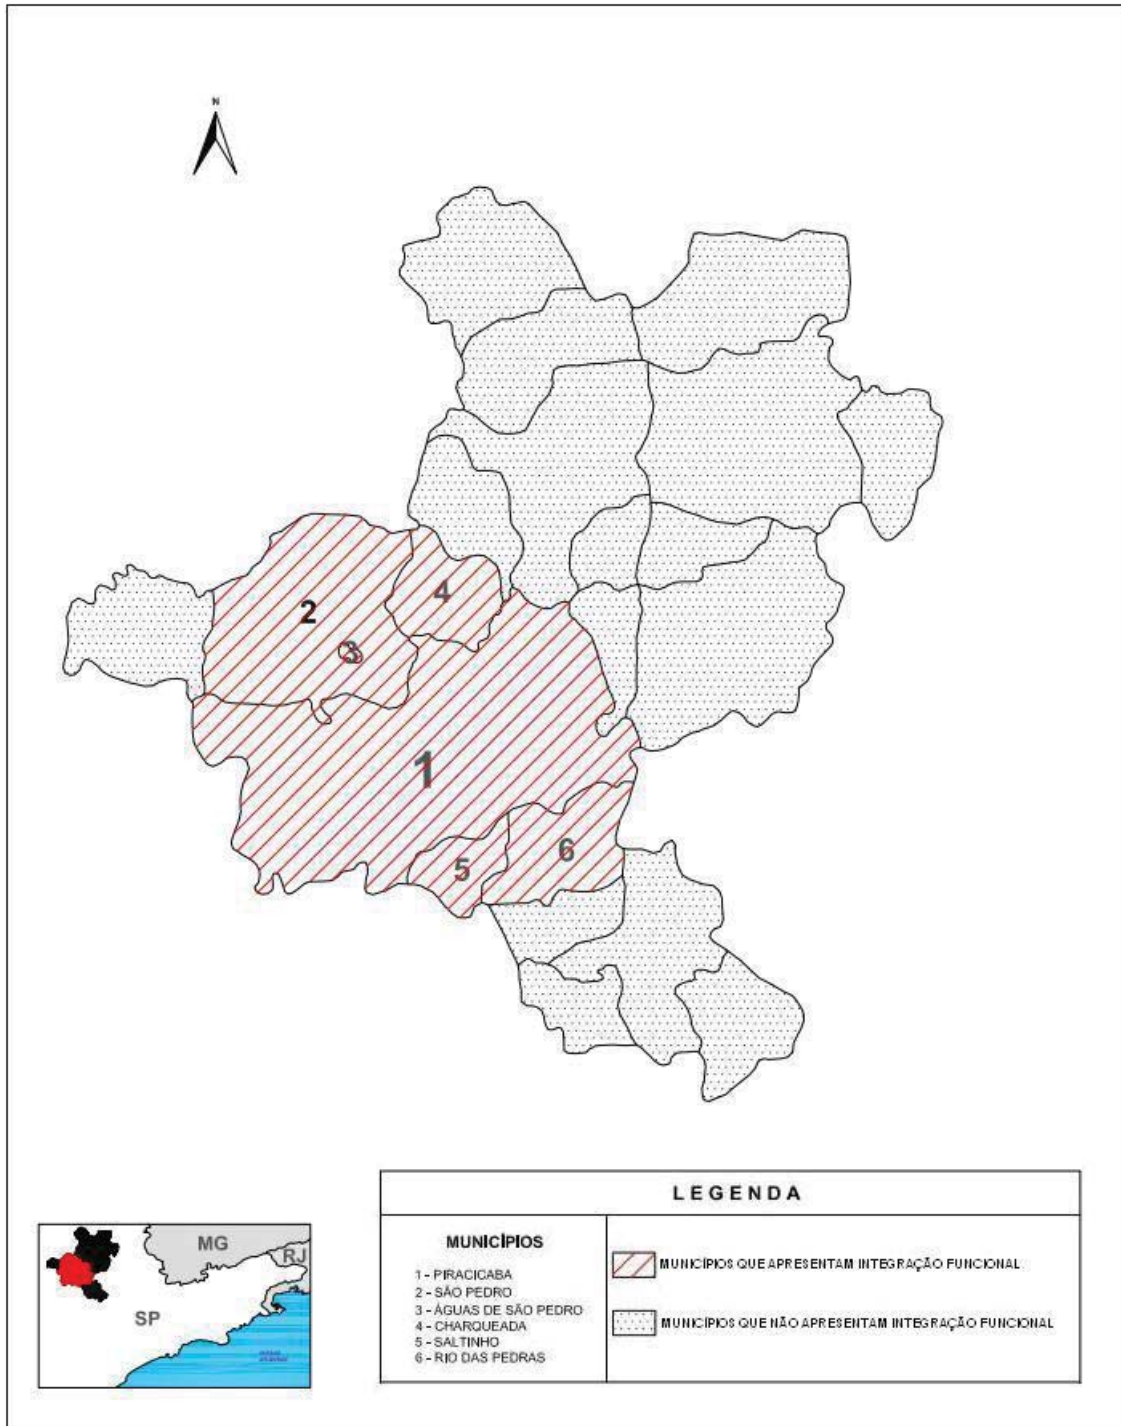 N
2
4
3
1
5
6
LEGENDA
MUNICÍPIOS
1 - PIRACICABA
2 - SÃO PEDRO
3 - ÁGUAS DE SÃO PEDRO
4 - CHARQUEADA
5 - SALTINHO
6 - RIO DAS PEDRAS
MUNICÍPIOS QUE APRESENTAM INTEGRAÇÃO FUNCIONAL
MUNICÍPIOS QUE NÃO APRESENTAM INTEGRAÇÃO FUNCIONAL
MG
RJ
SP